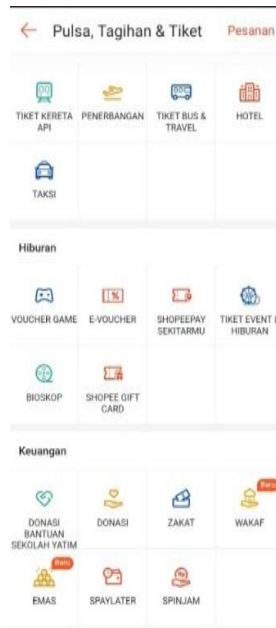 Pulsa, Tagihan & Tiket
Pesanan
TIKET KERETA
API
PENERBANGAN
TIKET BUS &
TRAVEL
HOTEL
TAKSI
Hiburan
VOUCHER GAME
E-VOUCHER
SHOPEEPAY
SEKITARMU
TIKET EVENT &
HIBURAN
BIOSKOP
SHOPEE GIFT
CARD
Keuangan
DONASI
BANTUAN
SEKOLAH YATIM
DONASI
ZAKAT
Baru
WAKAF
Baru
EMAS
SPAYLATER
SPINJAM